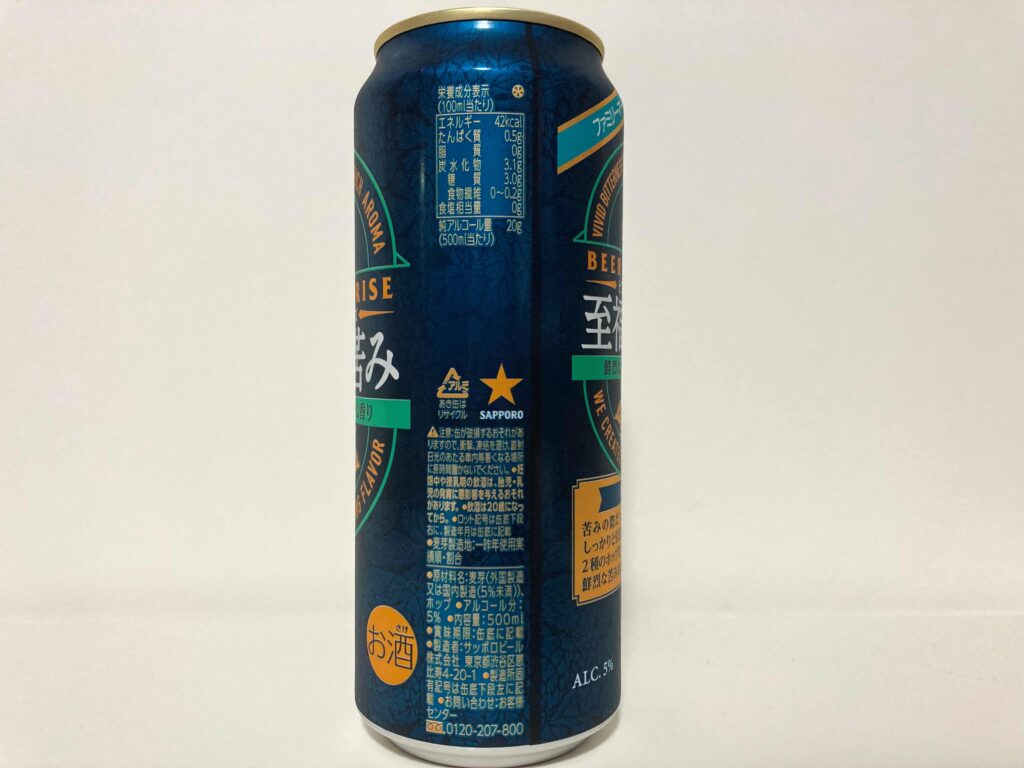 栄養成分表示
(100ml当たり)
エネルギー 42kcal
たんぱく質 0.5g
脂質 0g
炭水化物 3.1g
糖質 3.0g
食物繊維 0～0.2g
食塩相当量 0g
純アルコール量 20g
(500ml当たり)
アルミ
あき缶は
リサイクル
SAPPORO
注意:缶が破損するおそれがあ
りますので、衝撃、凍結を避け、直射
日光のあたる車内等暑くなる場所
に長時間置かないでください。●妊
娠中や授乳期の飲酒は、胎児・乳
児の発育に悪影響を与えるおそれ
があります。●飲酒は20歳になっ
てから。●ロット記号は缶底下段
右に、製造年月は缶底に記載
●麦芽製造地:一昨年使用実
績順・割合
●原材料名:麦芽(外国製造
又は国内製造(5%未満))、
ホップ ●アルコール分:
5% ●内容量:500ml
●賞味期限:缶底に記載
●製造者:サッポロビール
株式会社 東京都渋谷区恵
比寿4-20-1 ●製造所固
有記号は缶底下段左に記
載 ●お問い合わせ:お客様
センター
0120-207-800
さけ
お酒
AROMA
RISE
苦み
香り
FLAVOR
ファミリーマ
VIVID BITTERNE
BEER
至福
鮮烈
WE CREATE
苦みの
しっかりと
2種のホップ
鮮烈な苦み
ALC. 5%